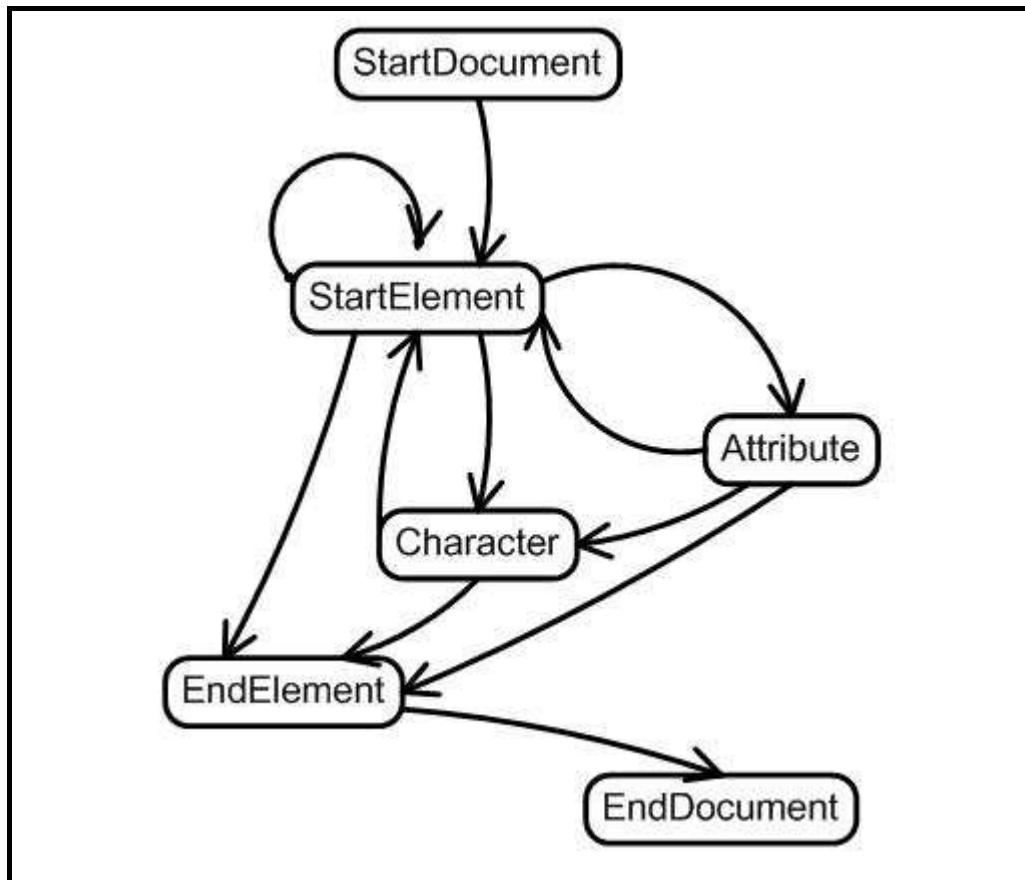 StartDocument
StartElement
Attribute
Character
EndElement
EndDocument